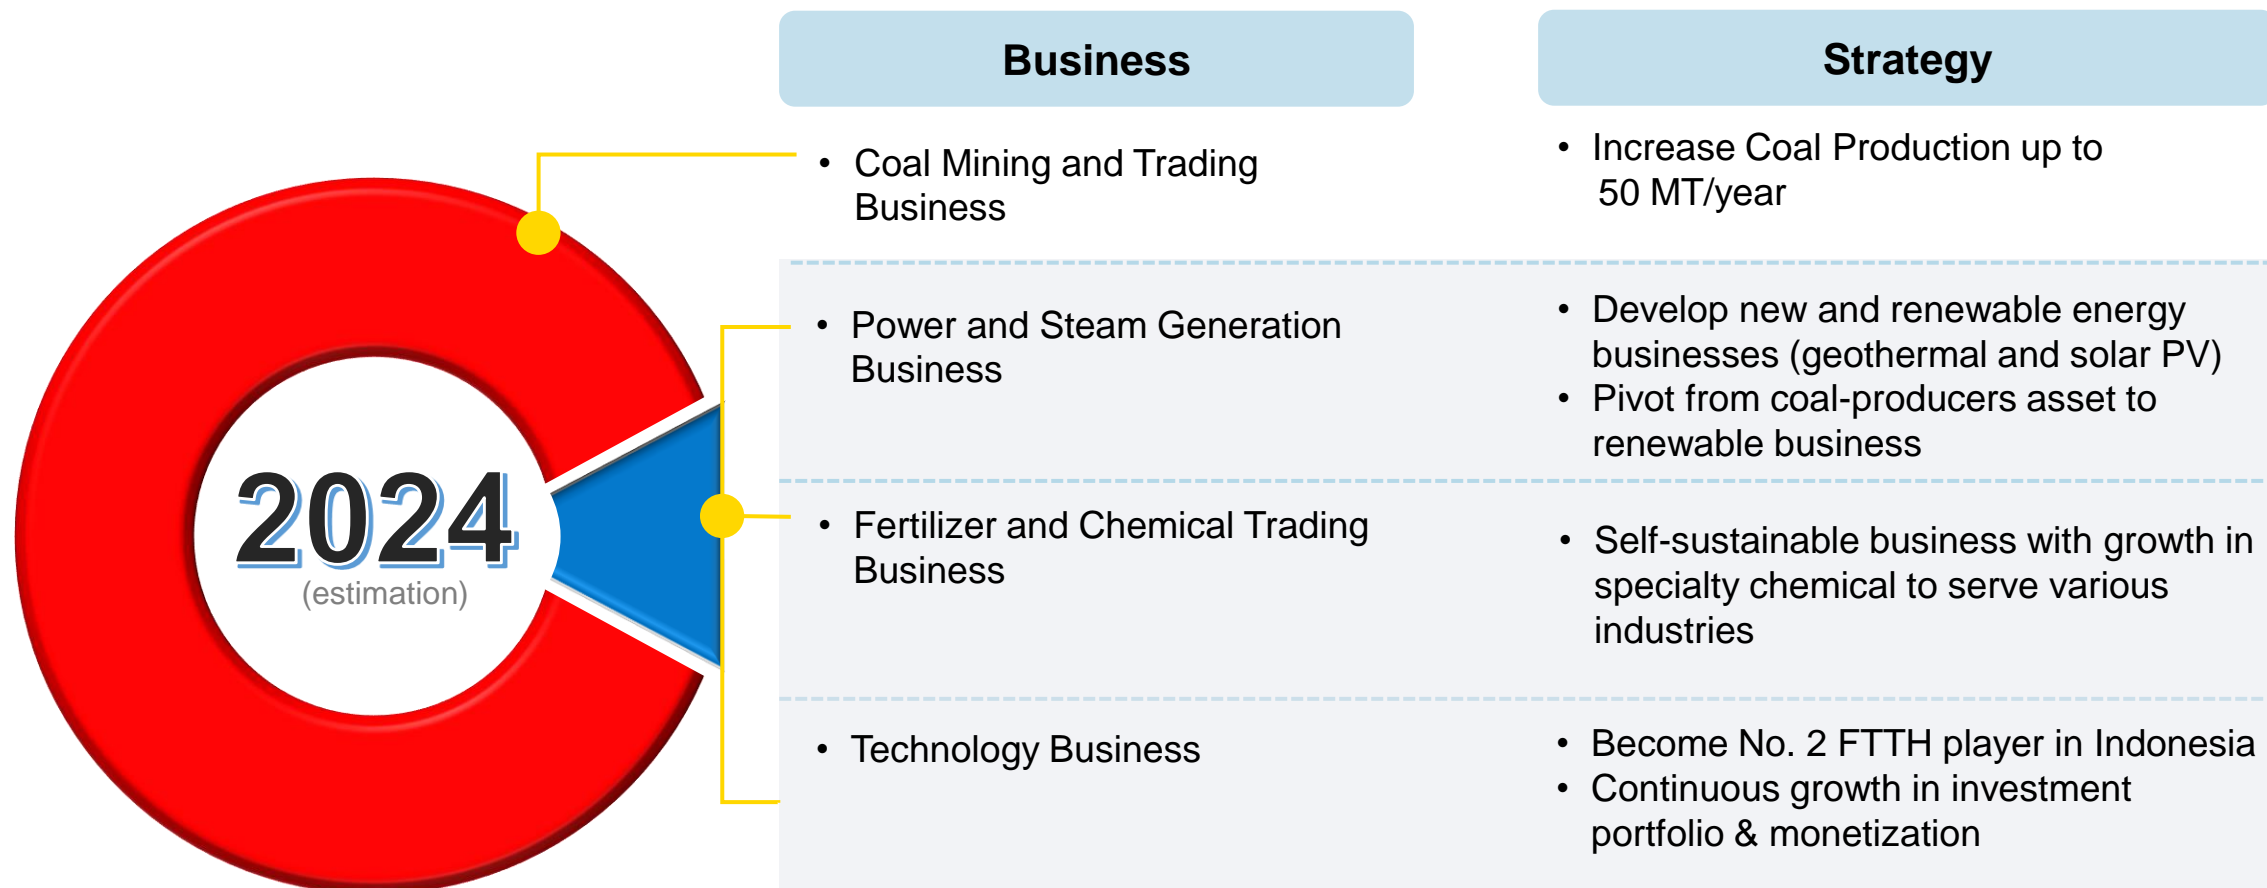 Business
Strategy
• Coal Mining and Trading
Business
• Increase Coal Production up to
50 MT/year
• Power and Steam Generation
Business
• Develop new and renewable energy
businesses (geothermal and solar PV)
• Pivot from coal-producers asset to
renewable business
2024
(estimation)
• Fertilizer and Chemical Trading
Business
• Self-sustainable business with growth in
specialty chemical to serve various
industries
• Technology Business
• Become No. 2 FTTH player in Indonesia
• Continuous growth in investment
portfolio & monetization